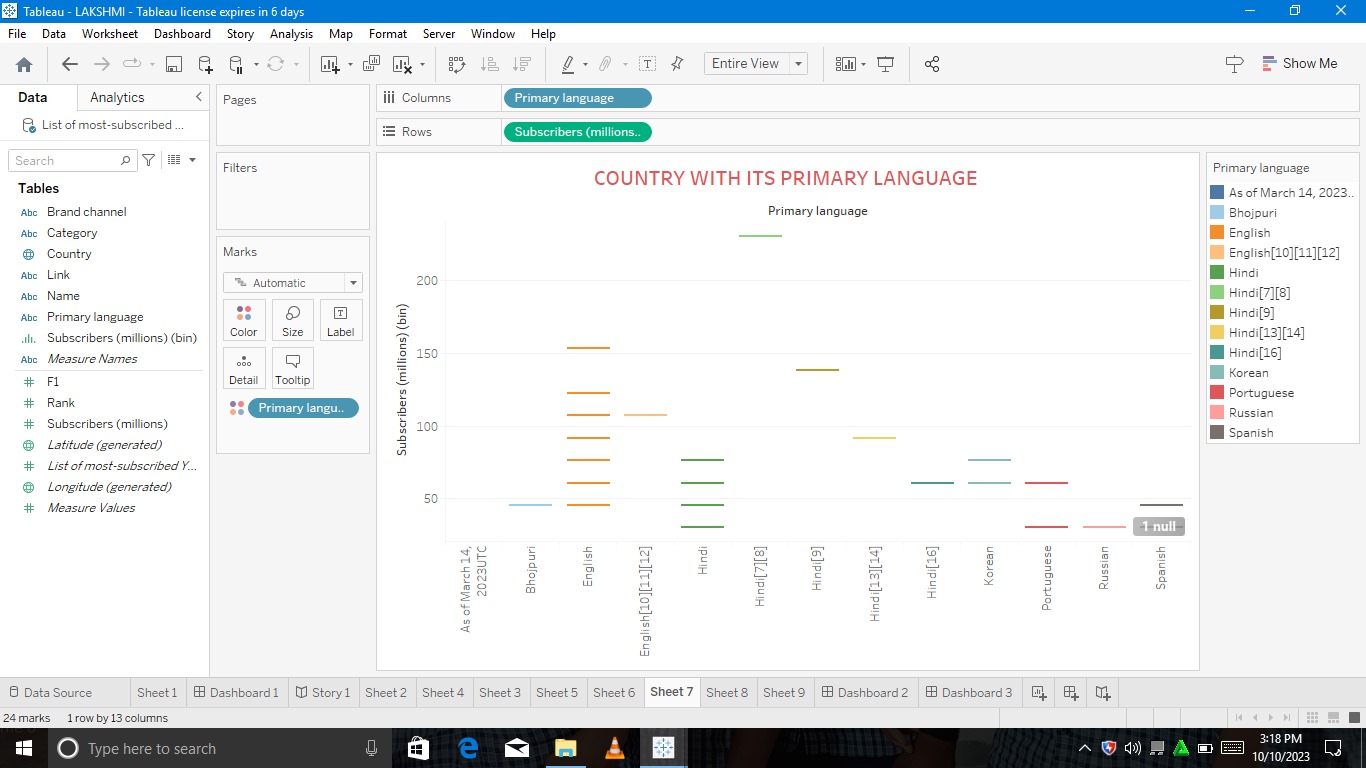 Tableau - LAKSHMI - Tableau license expires in 6 days
File Data Worksheet Dashboard Story Analysis Map Format Server Window Help
Entire View
Show Me
Data Analytics
List of most-subscribed ...
Search
Tables
Abc Brand channel
Abc Category
Country
Abc Link
Abc Name
Abc Primary language
Subscribers (millions) (bin)
Abc Measure Names
# F1
# Rank
# Subscribers (millions)
Latitude (generated)
# List of most-subscribed Y...
Longitude (generated)
# Measure Values
Pages
Filters
Marks
Automatic
Color Size Label
Detail Tooltip
Primary langu..
Columns Primary language
Rows Subscribers (millions..
COUNTRY WITH ITS PRIMARY LANGUAGE
Primary language
Subscribers (millions) (bin)
200
150
100
50
1 null
As of March 14,
2023UTC
Bhojpuri
English
English[10][11][12]
Hindi
Hindi[7][8]
Hindi[9]
Hindi[13][14]
Hindi[16]
Korean
Portuguese
Russian
Spanish
Primary language
As of March 14, 2023..
Bhojpuri
English
English[10][11][12]
Hindi
Hindi[7][8]
Hindi[9]
Hindi[13][14]
Hindi[16]
Korean
Portuguese
Russian
Spanish
Data Source Sheet 1 Dashboard 1 Story 1 Sheet 2 Sheet 4 Sheet 3 Sheet 5 Sheet 6 Sheet 7 Sheet 8 Sheet 9 Dashboard 2 Dashboard 3
24 marks 1 row by 13 columns
Type here to search
3:18 PM
10/10/2023